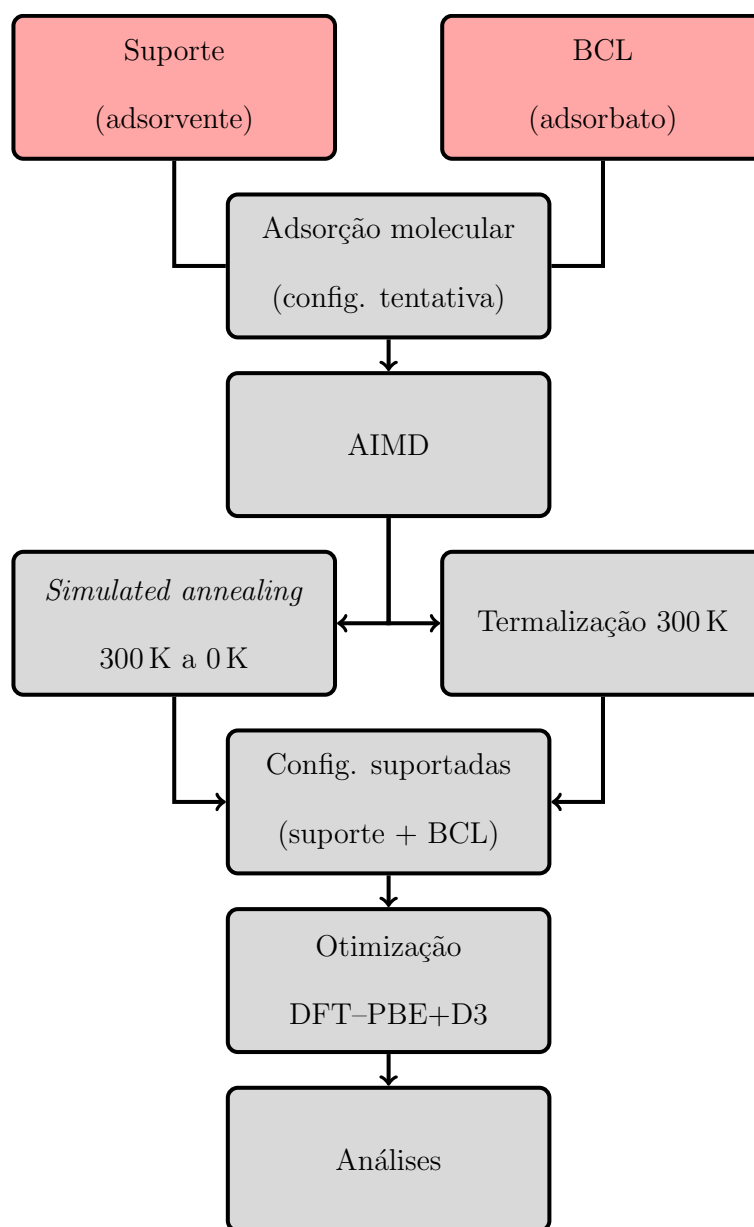 Suporte
(adsorvente)
BCL
(adsorbato)
Adsorção molecular
(config. tentativa)
AIMD
Simulated annealing
300 K a 0 K
Termalização 300 K
Config. suportadas
(suporte + BCL)
Otimização
DFT–PBE+D3
Análises